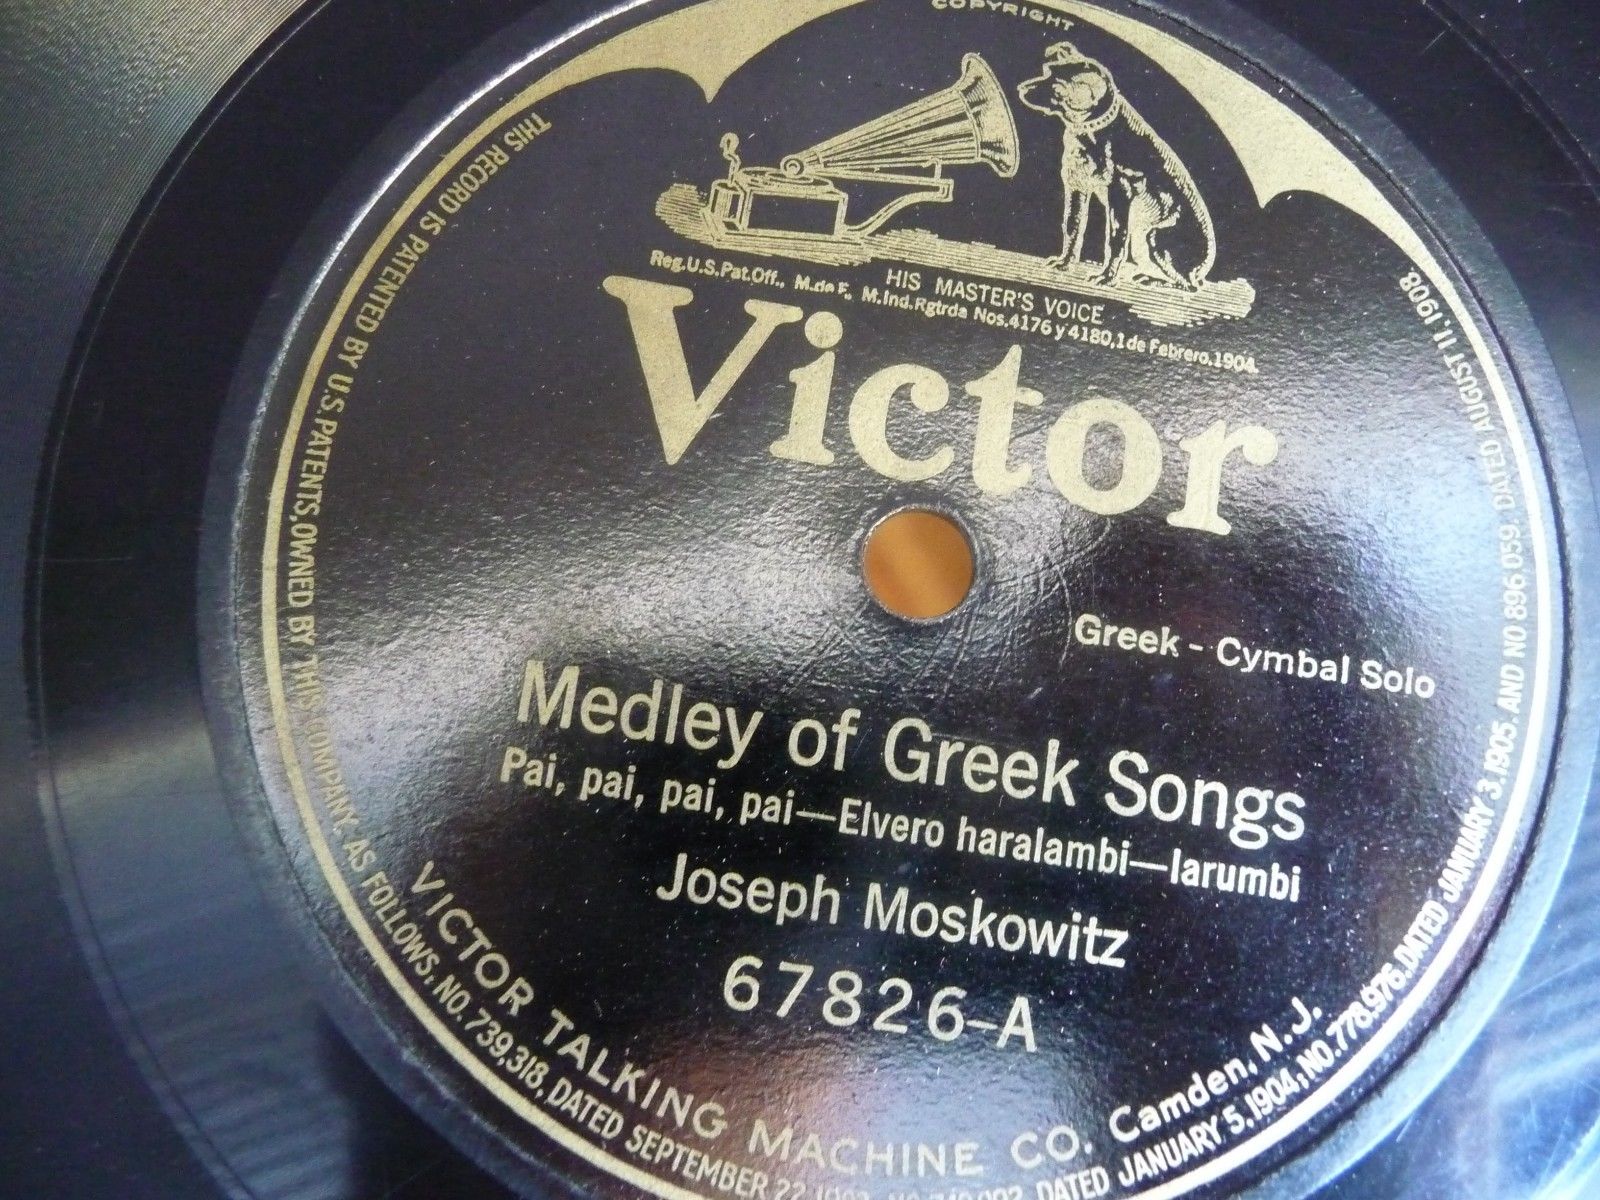 COPYRIGHT
HIS MASTER'S VOICE
Reg.U.S.Pat.Off., M.de F., M.Ind.Rgtrda Nos.4176 y 4180,1 de Febrero,1904.
Victor
Greek - Cymbal Solo
Medley of Greek Songs
Pai, pai, pai, pai—Elvero haralambi—Iarumbi
Joseph Moskowitz
67826-A
VICTOR TALKING MACHINE CO. Camden, N. J.
THIS RECORD IS PATENTED BY U.S.PATENTS, OWNED BY THIS COMPANY, AS FOLLOWS: NO. 739,318, DATED SEPTEMBER 22, DATED JANUARY 5, 1904; NO. 778,976, DATED JANUARY 3, 1905. AND NO 896 059. DATED AUGUST 11, 1908